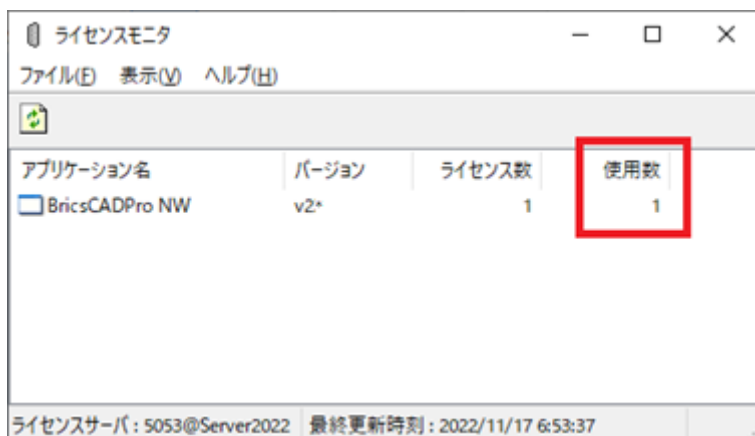 ライセンスモニタ
ファイル(F) 表示(V) ヘルプ(H)
アプリケーション名 バージョン ライセンス数 使用数
BricsCADPro NW v2* 1 1
ライセンスサーバ : 5053@Server2022 最終更新時刻 : 2022/11/17 6:53:37